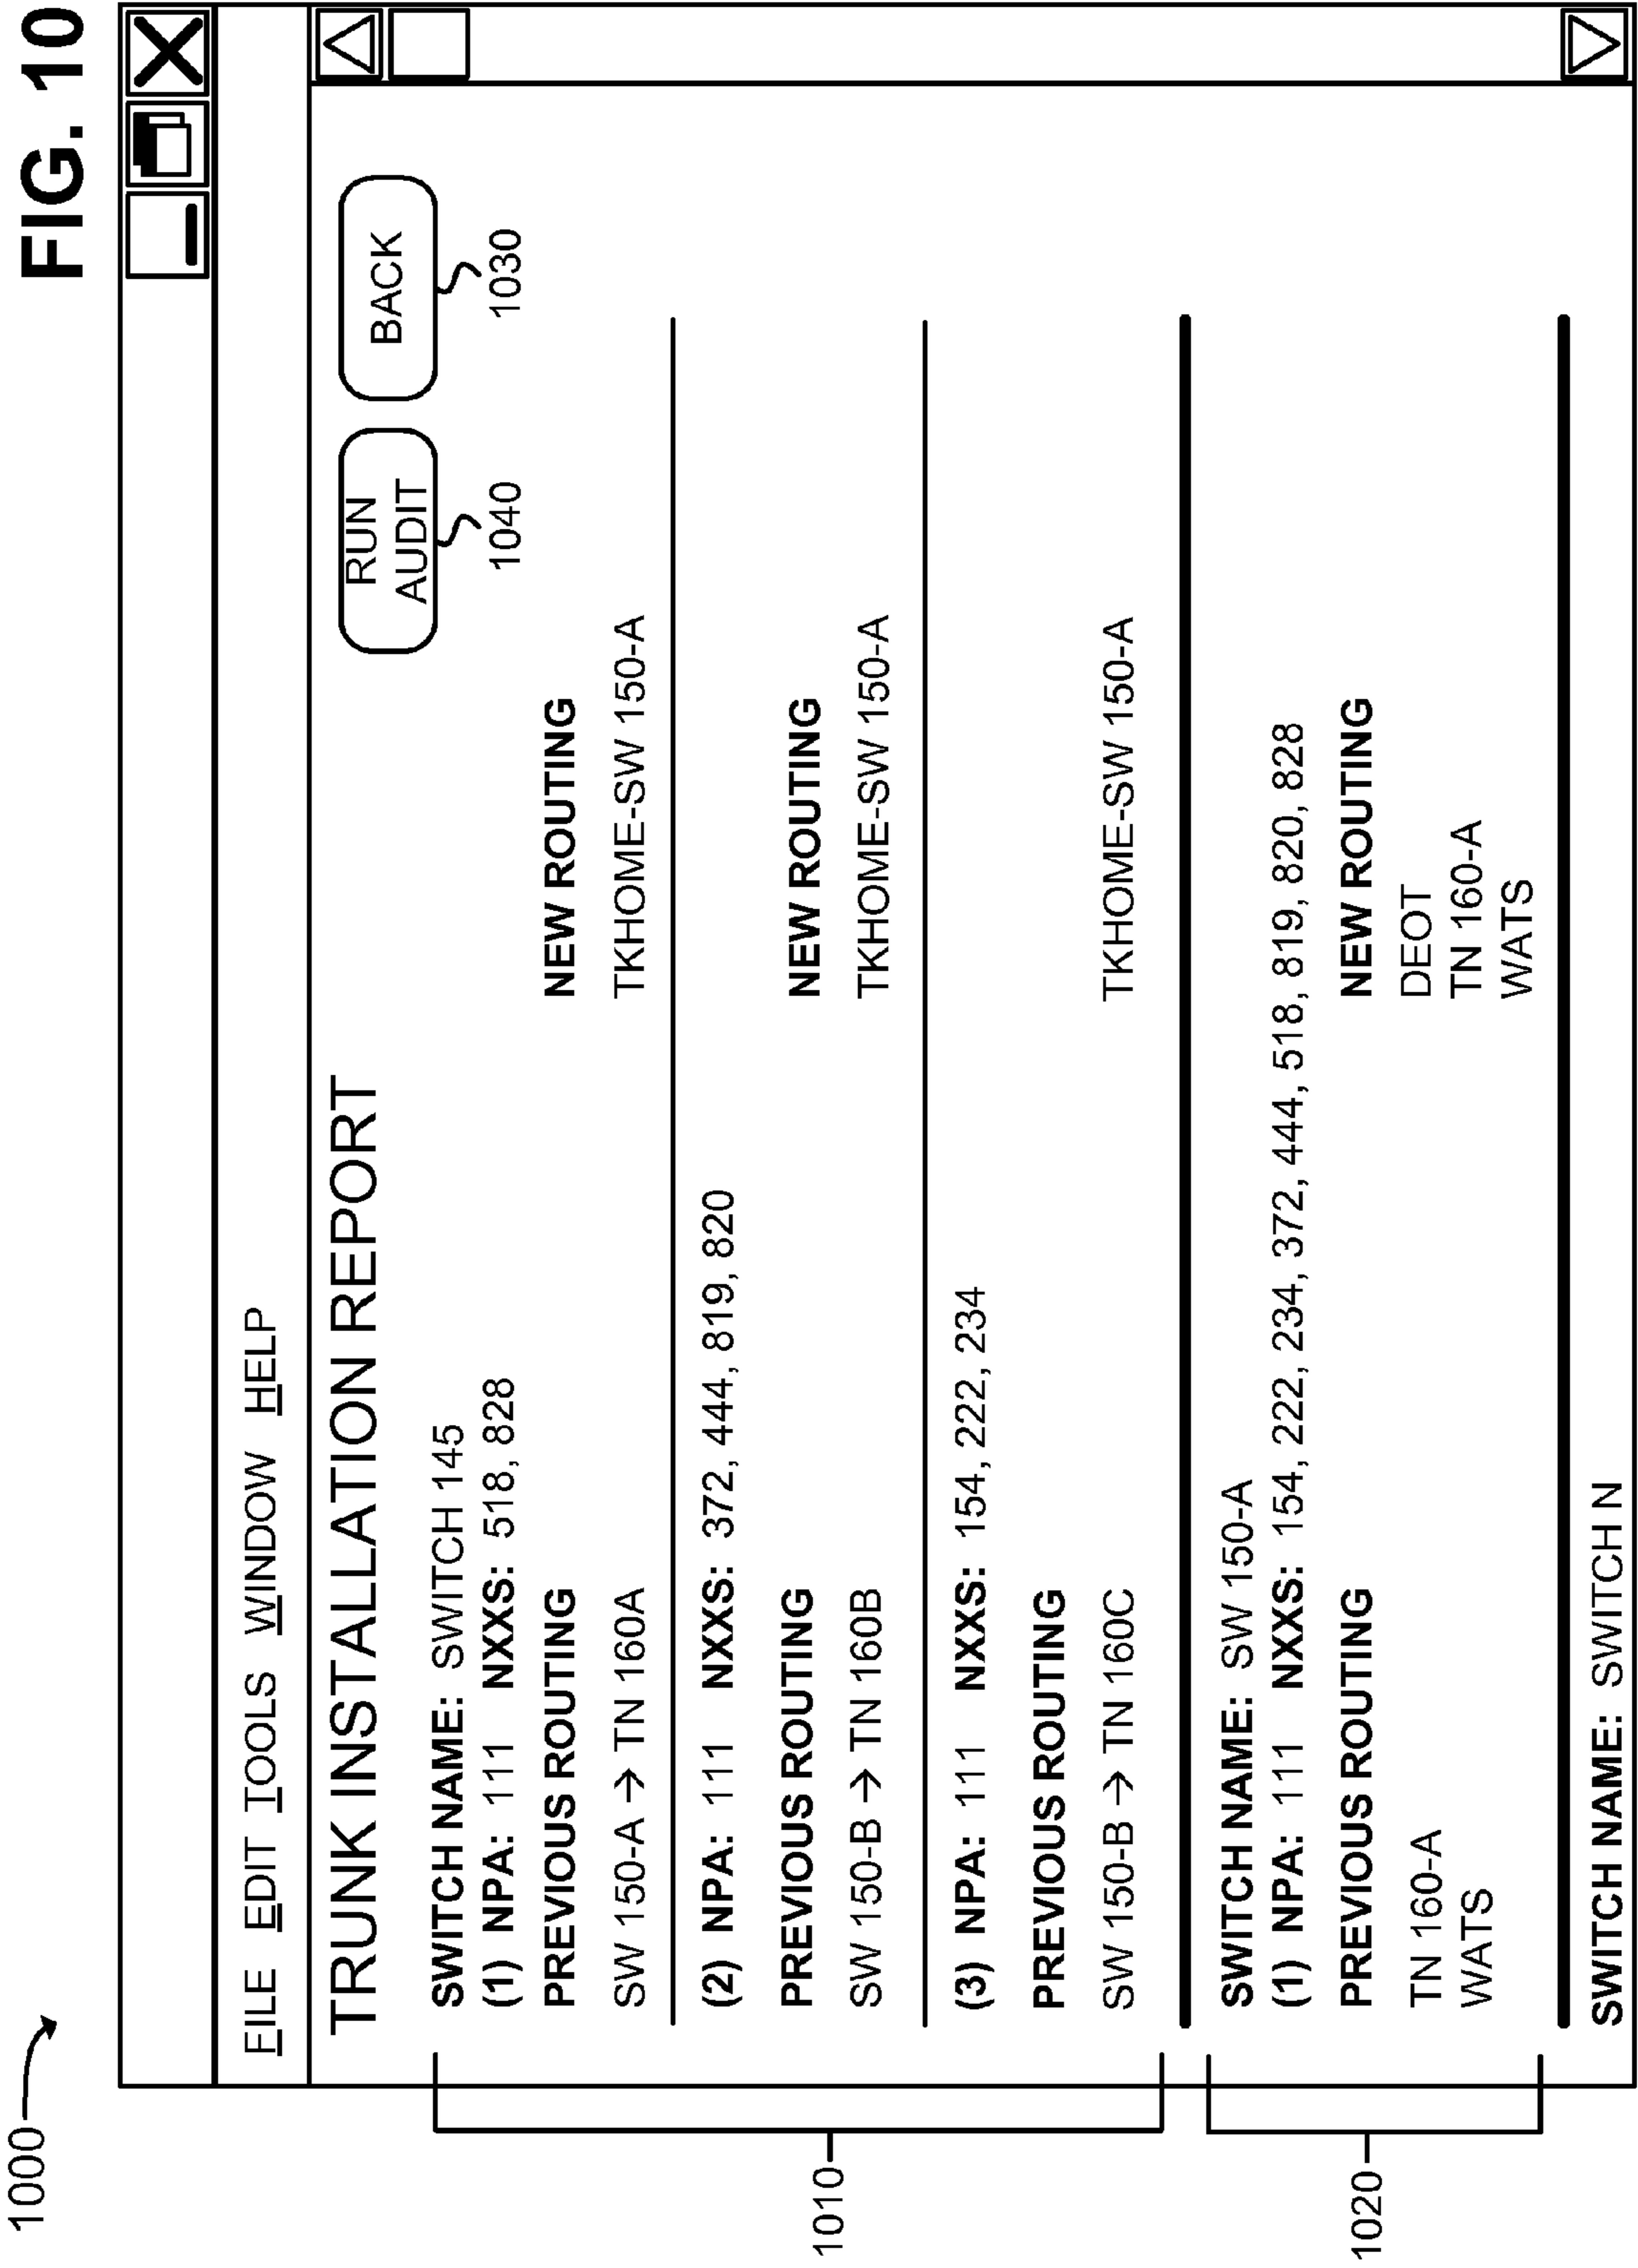 FIG. 10
1000
FILE EDIT TOOLS WINDOW HELP
TRUNK INSTALLATION REPORT
RUN
AUDIT
1040
BACK
1030
SWITCH NAME: SWITCH 145
(1) NPA: 111 NXXS: 518, 828
PREVIOUS ROUTING NEW ROUTING
SW 150-A → TN 160A TKHOME-SW 150-A
(2) NPA: 111 NXXS: 372, 444, 819, 820
PREVIOUS ROUTING NEW ROUTING
SW 150-B → TN 160B TKHOME-SW 150-A
(3) NPA: 111 NXXS: 154, 222, 234
PREVIOUS ROUTING
SW 150-B → TN 160C TKHOME-SW 150-A
1010
SWITCH NAME: SW 150-A
(1) NPA: 111 NXXS: 154, 222, 234, 372, 444, 518, 819, 820, 828
PREVIOUS ROUTING NEW ROUTING
TN 160-A
WATS
DEOT
TN 160-A
WATS
1020
SWITCH NAME: SWITCH N